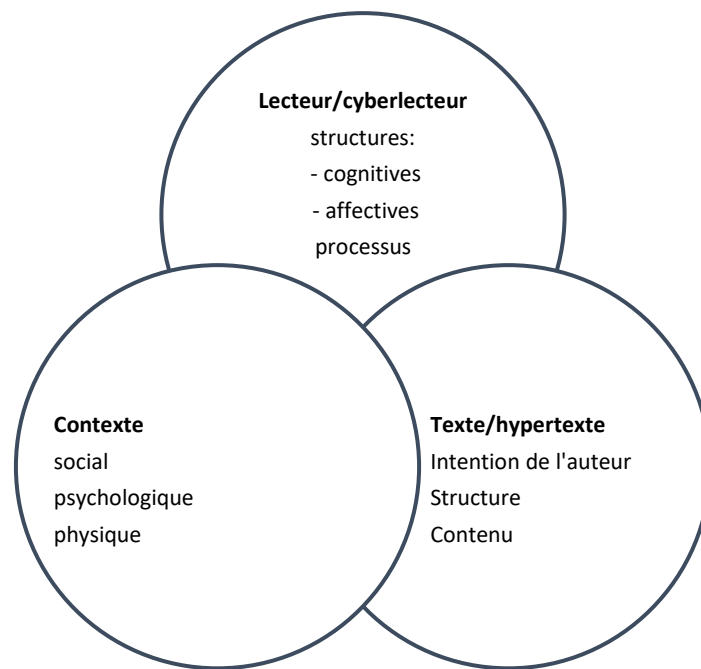 Lecteur/cyberlecteur
structures:
- cognitives
- affectives
processus
Contexte
social
psychologique
physique
Texte/hypertexte
Intention de l'auteur
Structure
Contenu